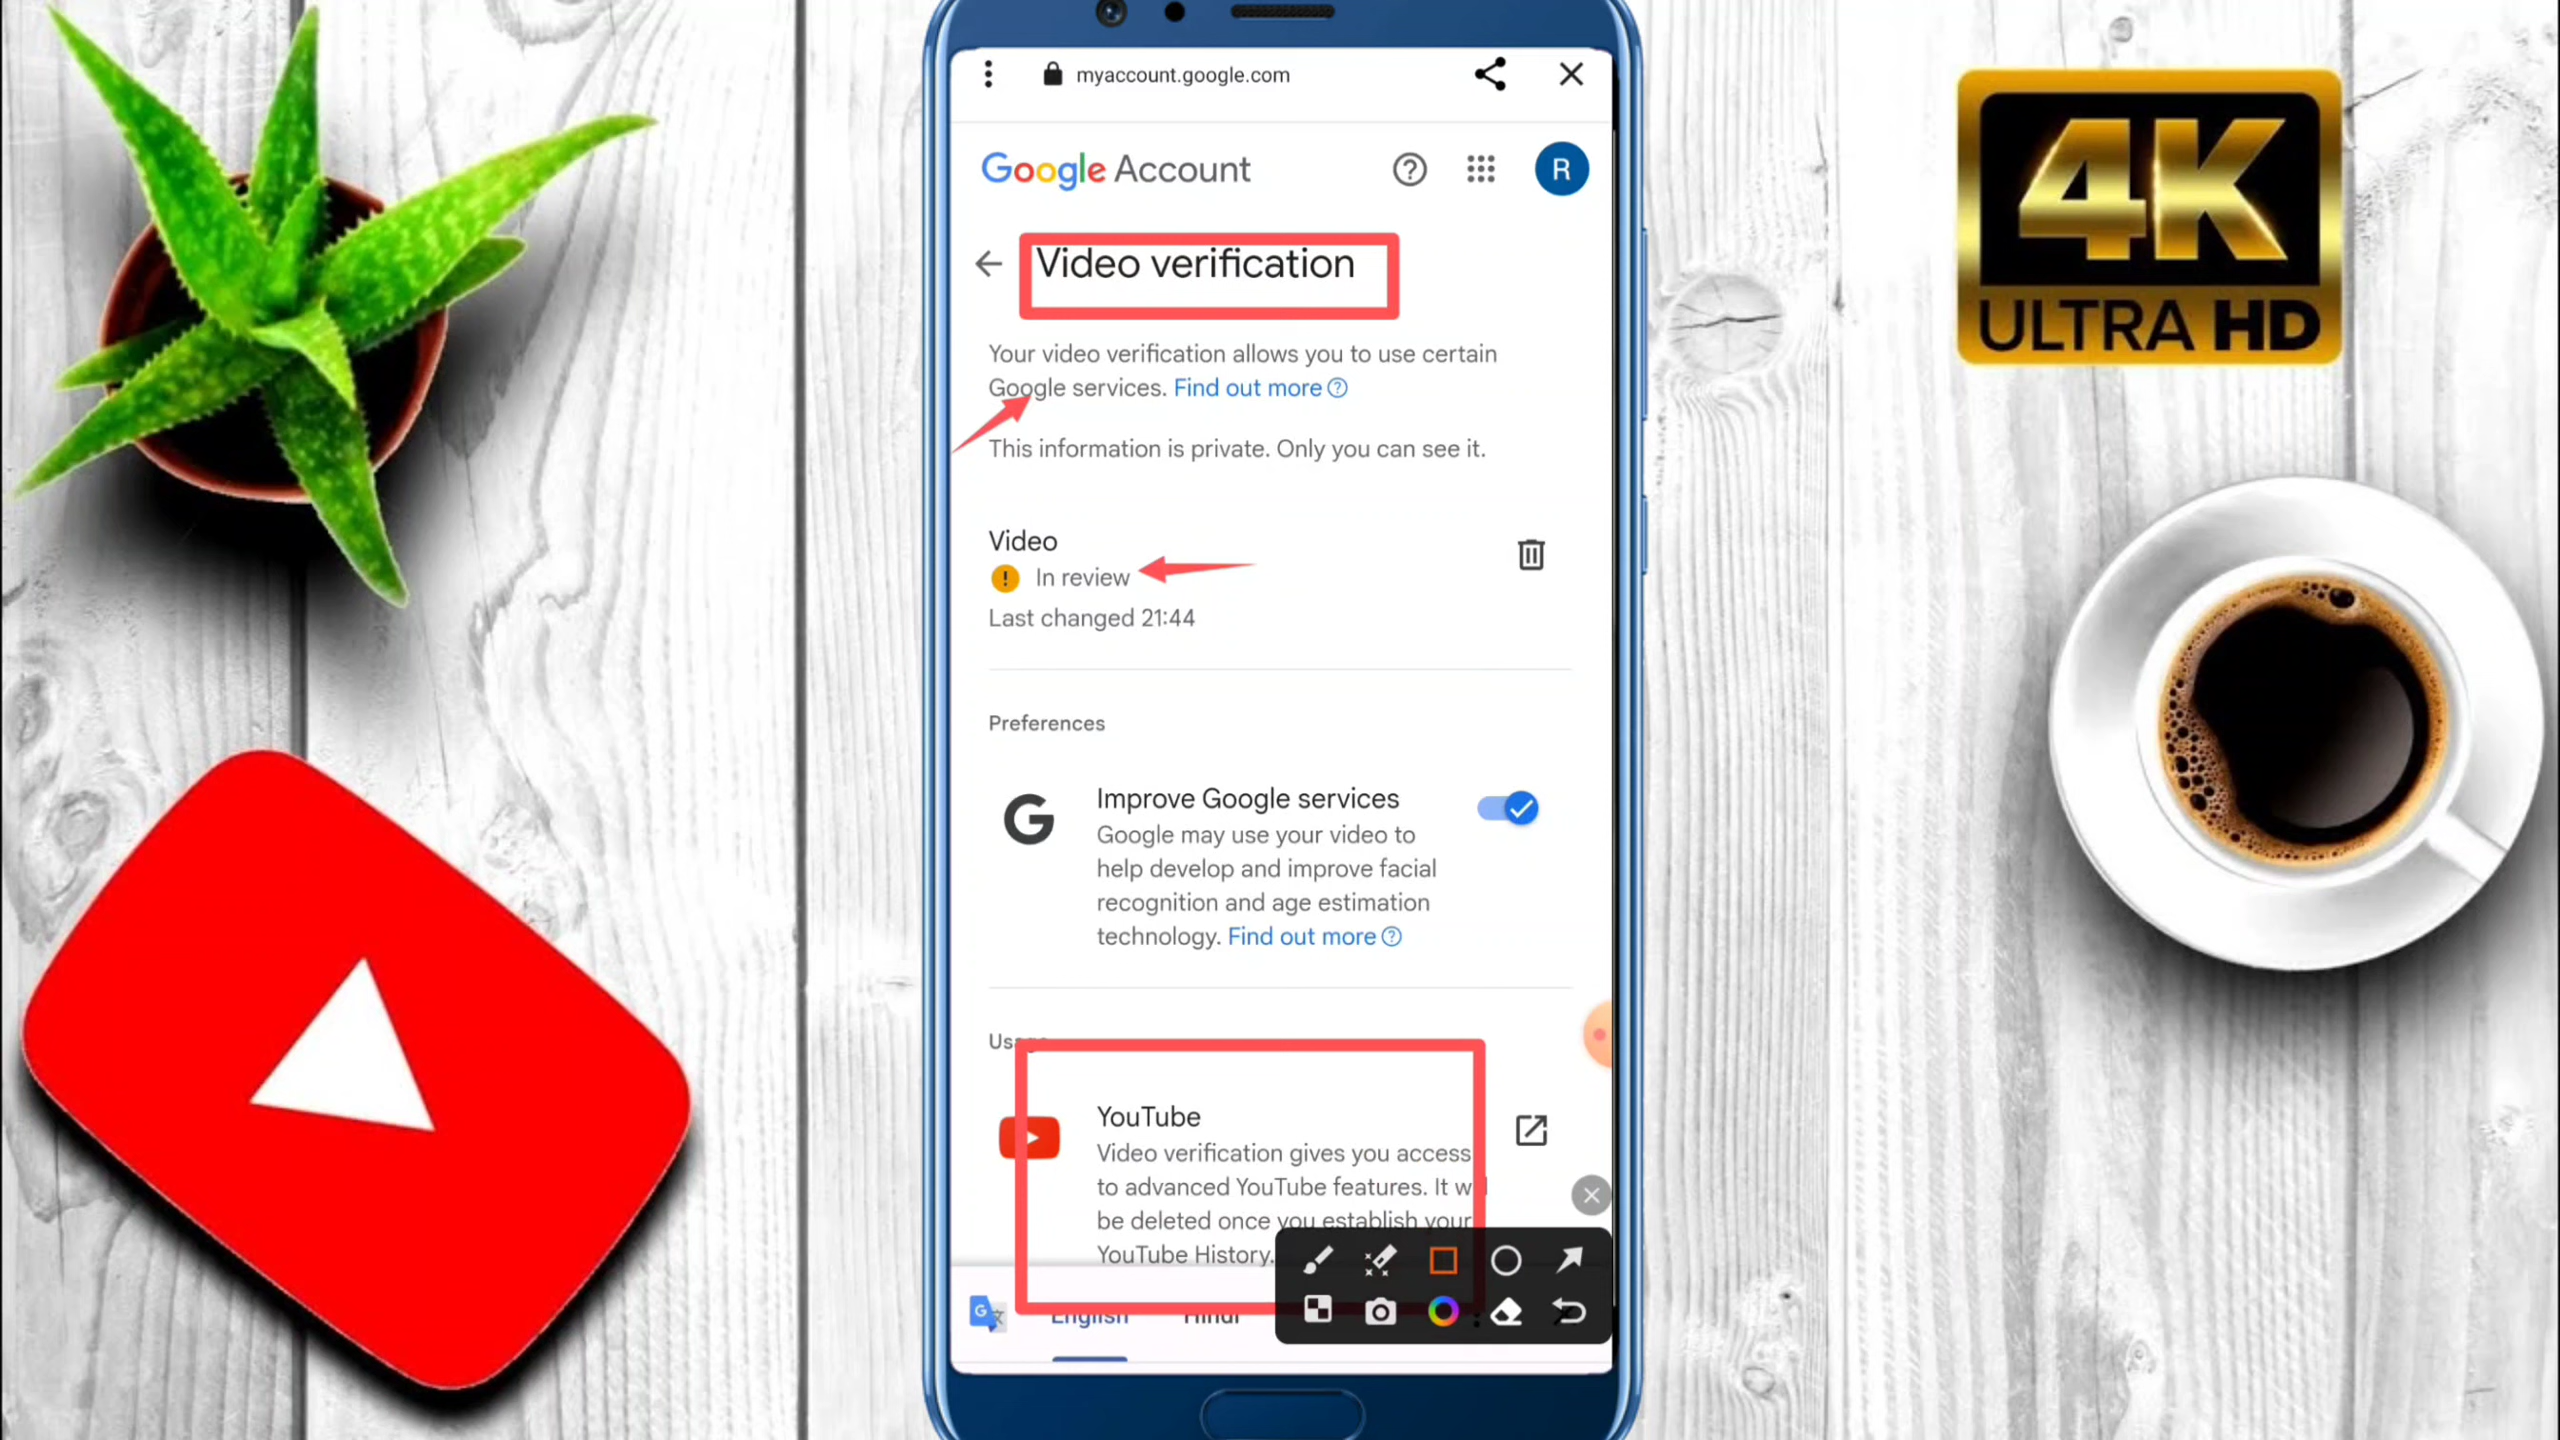 myaccount.google.com
Google Account
R
Video verification
Your video verification allows you to use certain
Google services. Find out more
This information is private. Only you can see it.
Video
In review
Last changed 21:44
Preferences
Improve Google services
Google may use your video to
help develop and improve facial
recognition and age estimation
technology. Find out more
Usage
YouTube
Video verification gives you access
to advanced YouTube features. It will
be deleted once you establish your
YouTube History.
English Hindi
4K
ULTRA HD